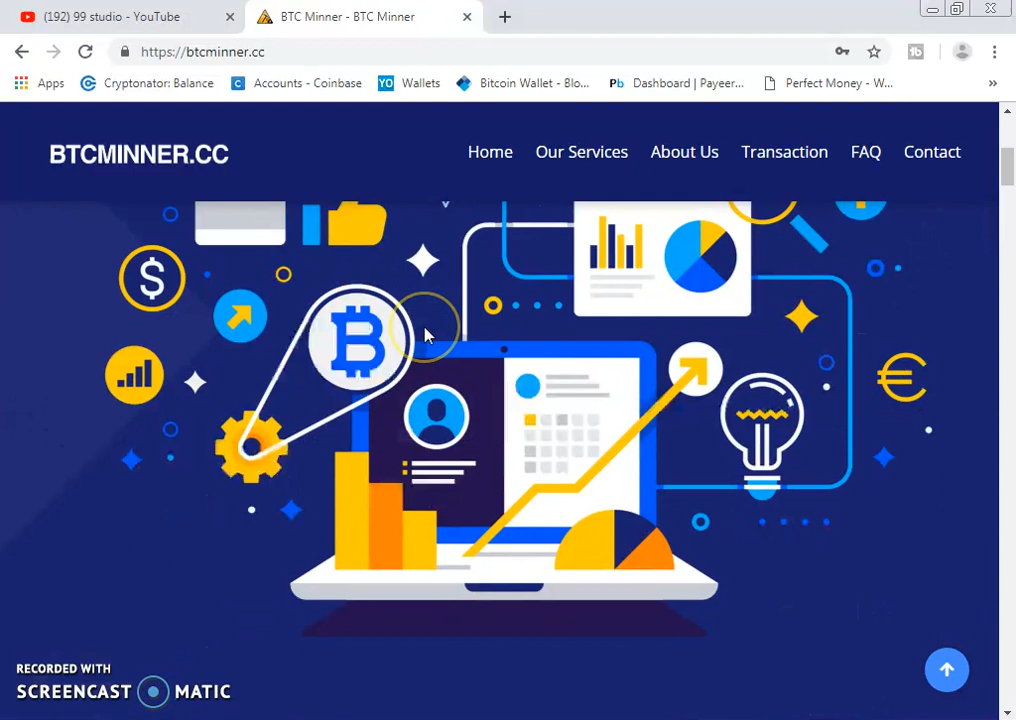 (192) 99 studio - YouTube
BTC Minner - BTC Minner
https://btcminner.cc
Apps
Cryptonator: Balance
C Accounts - Coinbase
YO Wallets
Bitcoin Wallet - Blo...
Pb Dashboard | Payeer...
Perfect Money - W...
»
BTCMINNER.CC
Home
Our Services
About Us
Transaction
FAQ
Contact
$
B
€
RECORDED WITH
SCREENCAST MATIC